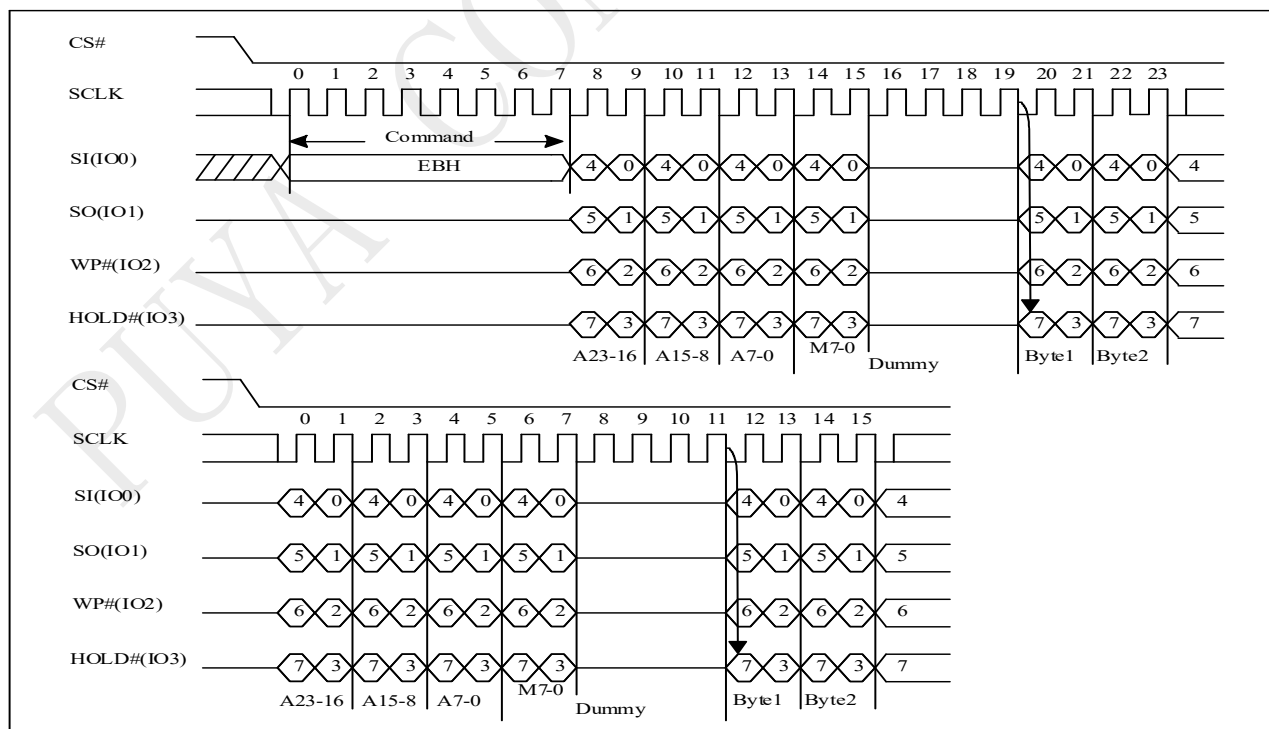 CS#
0 1 2 3 4 5 6 7 8 9 10 11 12 13 14 15 16 17 18 19 20 21 22 23
SCLK
Command
SI(IO0) EBH 4 0 4 0 4 0 4 0 4 0 4 0 4
SO(IO1) 5 1 5 1 5 1 5 1 5 1 5 1 5
WP#(IO2) 6 2 6 2 6 2 6 2 6 2 6 2 6
HOLD#(IO3) 7 3 7 3 7 3 7 3 7 3 7 3 7
A23-16 A15-8 A7-0 M7-0 Dummy Byte1 Byte2
CS#
0 1 2 3 4 5 6 7 8 9 10 11 12 13 14 15
SCLK
SI(IO0) 4 0 4 0 4 0 4 0 4 0 4 0 4
SO(IO1) 5 1 5 1 5 1 5 1 5 1 5 1 5
WP#(IO2) 6 2 6 2 6 2 6 2 6 2 6 2 6
HOLD#(IO3) 7 3 7 3 7 3 7 3 7 3 7 3 7
A23-16 A15-8 A7-0 M7-0 Dummy Byte1 Byte2
PUYA